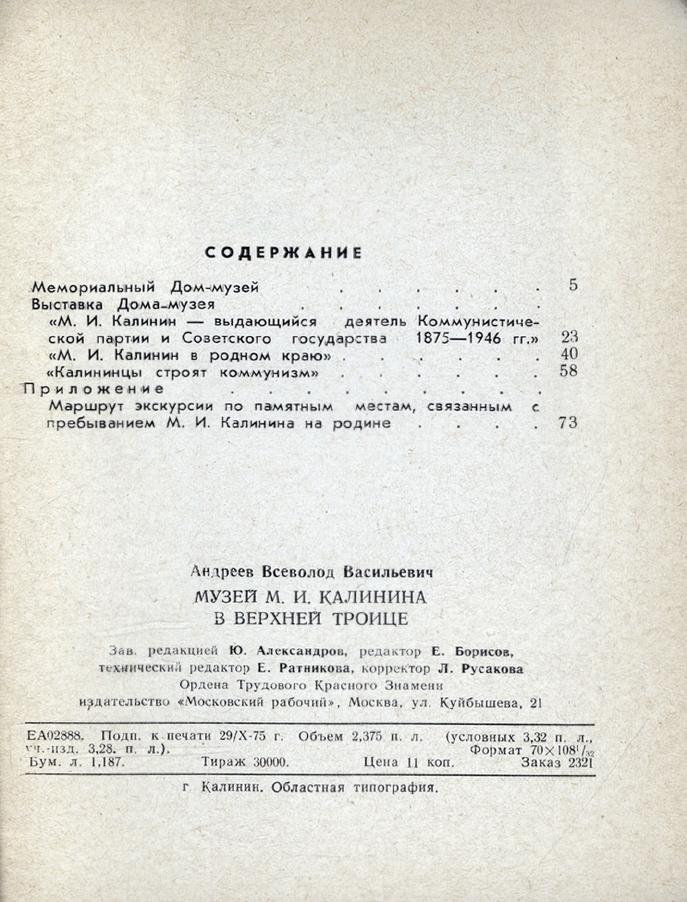 СОДЕРЖАНИЕ
Мемориальный Дом-музей . . . . . . 5
Выставка Дома-музея . . . . . . .
«М. И. Калинин — выдающийся деятель Коммунистиче-
ской партии и Советского государства 1875—1946 гг.» 23
«М. И. Калинин в родном краю» . . . . . . 40
«Калининцы строят коммунизм» . . . . . . 58
Приложение . . . . . . . .
Маршрут экскурсии по памятным местам, связанным с
пребыванием М. И. Калинина на родине . . . . 73
Андреев Всеволод Васильевич
МУЗЕЙ М. И. КАЛИНИНА
В ВЕРХНЕЙ ТРОИЦЕ
Зав. редакцией Ю. Александров, редактор Е. Борисов,
технический редактор Е. Ратникова, корректор Л. Русакова
Ордена Трудового Красного Знамени
издательство «Московский рабочий», Москва, ул. Куйбышева, 21
ЕА02888. Подп. к печати 29/X-75 г. Объем 2,375 п. л. (условных 3,32 п. л.,
уч.-изд. 3,28. п. л.). Формат 70×108¹/₃₂
Бум. л. 1,187. Тираж 30000. Цена 11 коп. Заказ 2321
г Калинин. Областная типография.